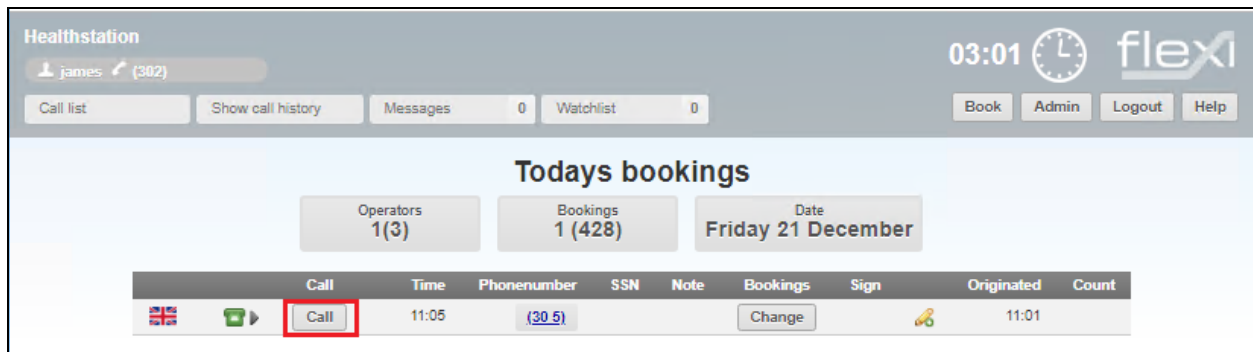 Healthstation
james (302)
03:01 flexi
Call list Show call history Messages 0 Watchlist 0 Book Admin Logout Help
Todays bookings
Operators Bookings Date
1(3) 1 (428) Friday 21 December
Call Time Phonenumber SSN Note Bookings Sign Originated Count
Call 11:05 (30 5) Change 11:01